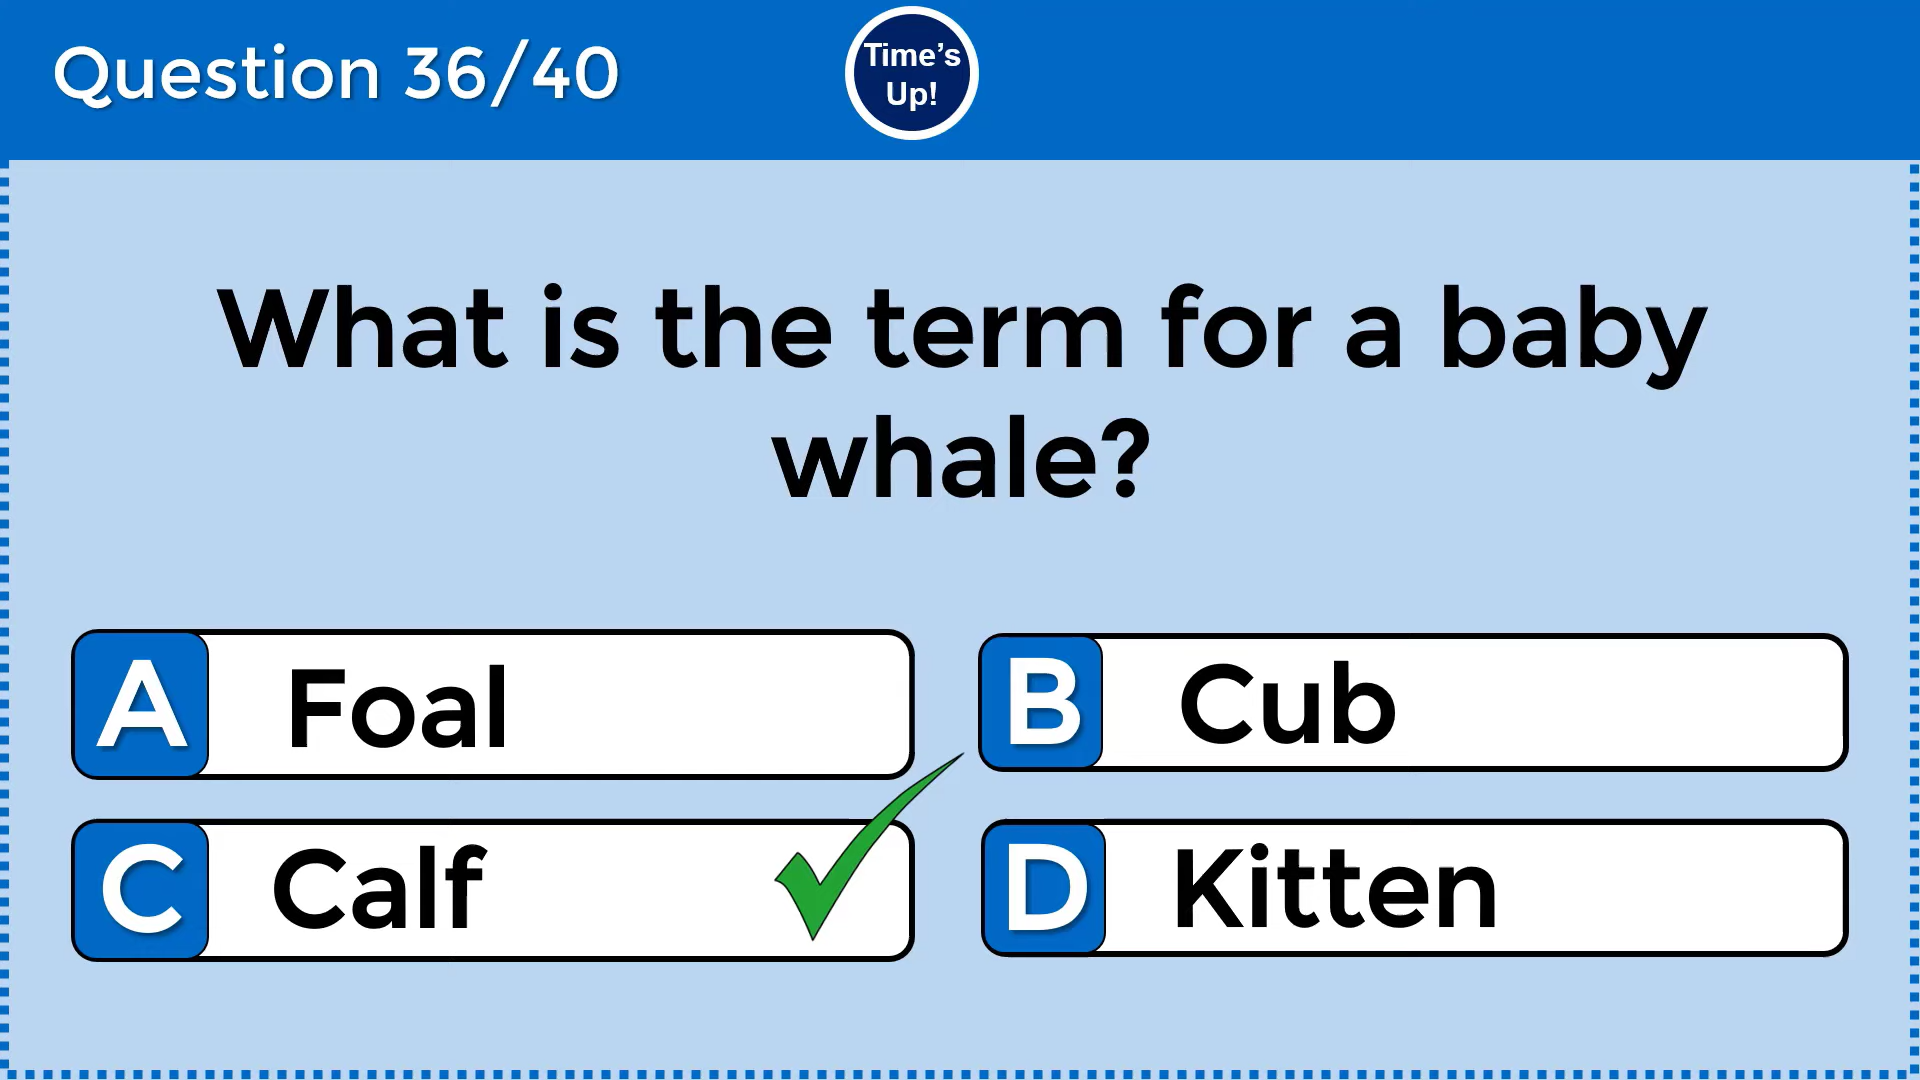 Question 36/40
Time's
Up!
What is the term for a baby
whale?
A Foal
B Cub
C Calf
D Kitten